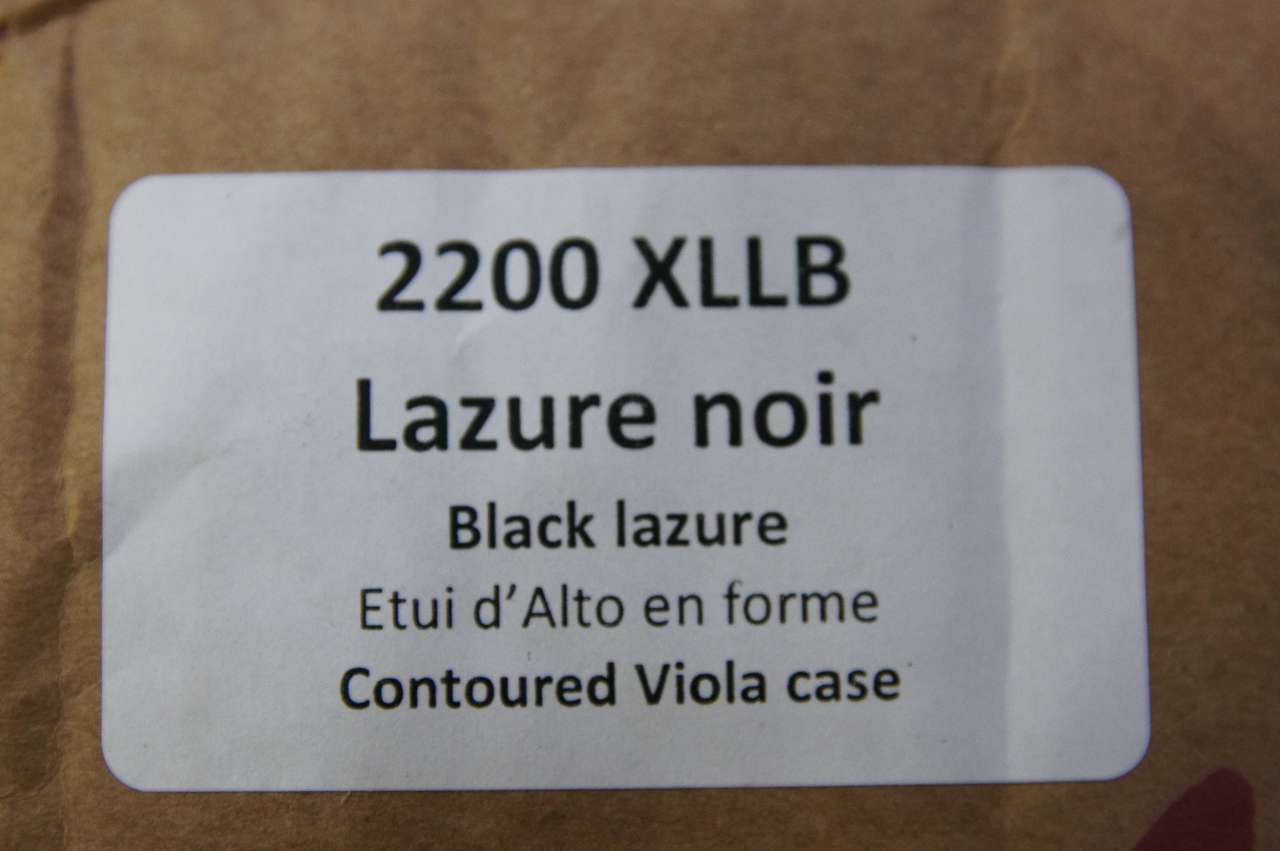 2200 XLLB
Lazure noir
Black lazure
Etui d’Alto en forme
Contoured Viola case